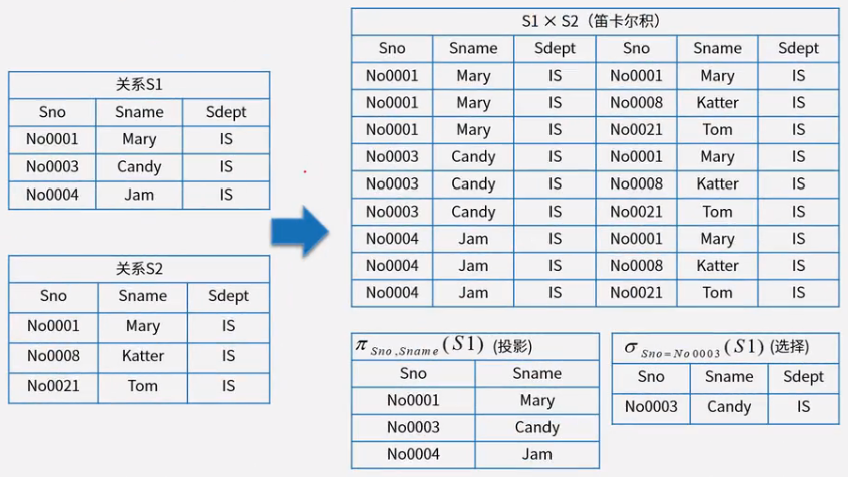 关系S1
Sno Sname Sdept
No0001 Mary IS
No0003 Candy IS
No0004 Jam IS
关系S2
Sno Sname Sdept
No0001 Mary IS
No0008 Katter IS
No0021 Tom IS
S1 × S2（笛卡尔积）
Sno Sname Sdept Sno Sname Sdept
No0001 Mary IS No0001 Mary IS
No0001 Mary IS No0008 Katter IS
No0001 Mary IS No0021 Tom IS
No0003 Candy IS No0001 Mary IS
No0003 Candy IS No0008 Katter IS
No0003 Candy IS No0021 Tom IS
No0004 Jam IS No0001 Mary IS
No0004 Jam IS No0008 Katter IS
No0004 Jam IS No0021 Tom IS
π Sno,Sname (S1) (投影)
Sno Sname
No0001 Mary
No0003 Candy
No0004 Jam
σ Sno=No0003 (S1) (选择)
Sno Sname Sdept
No0003 Candy IS